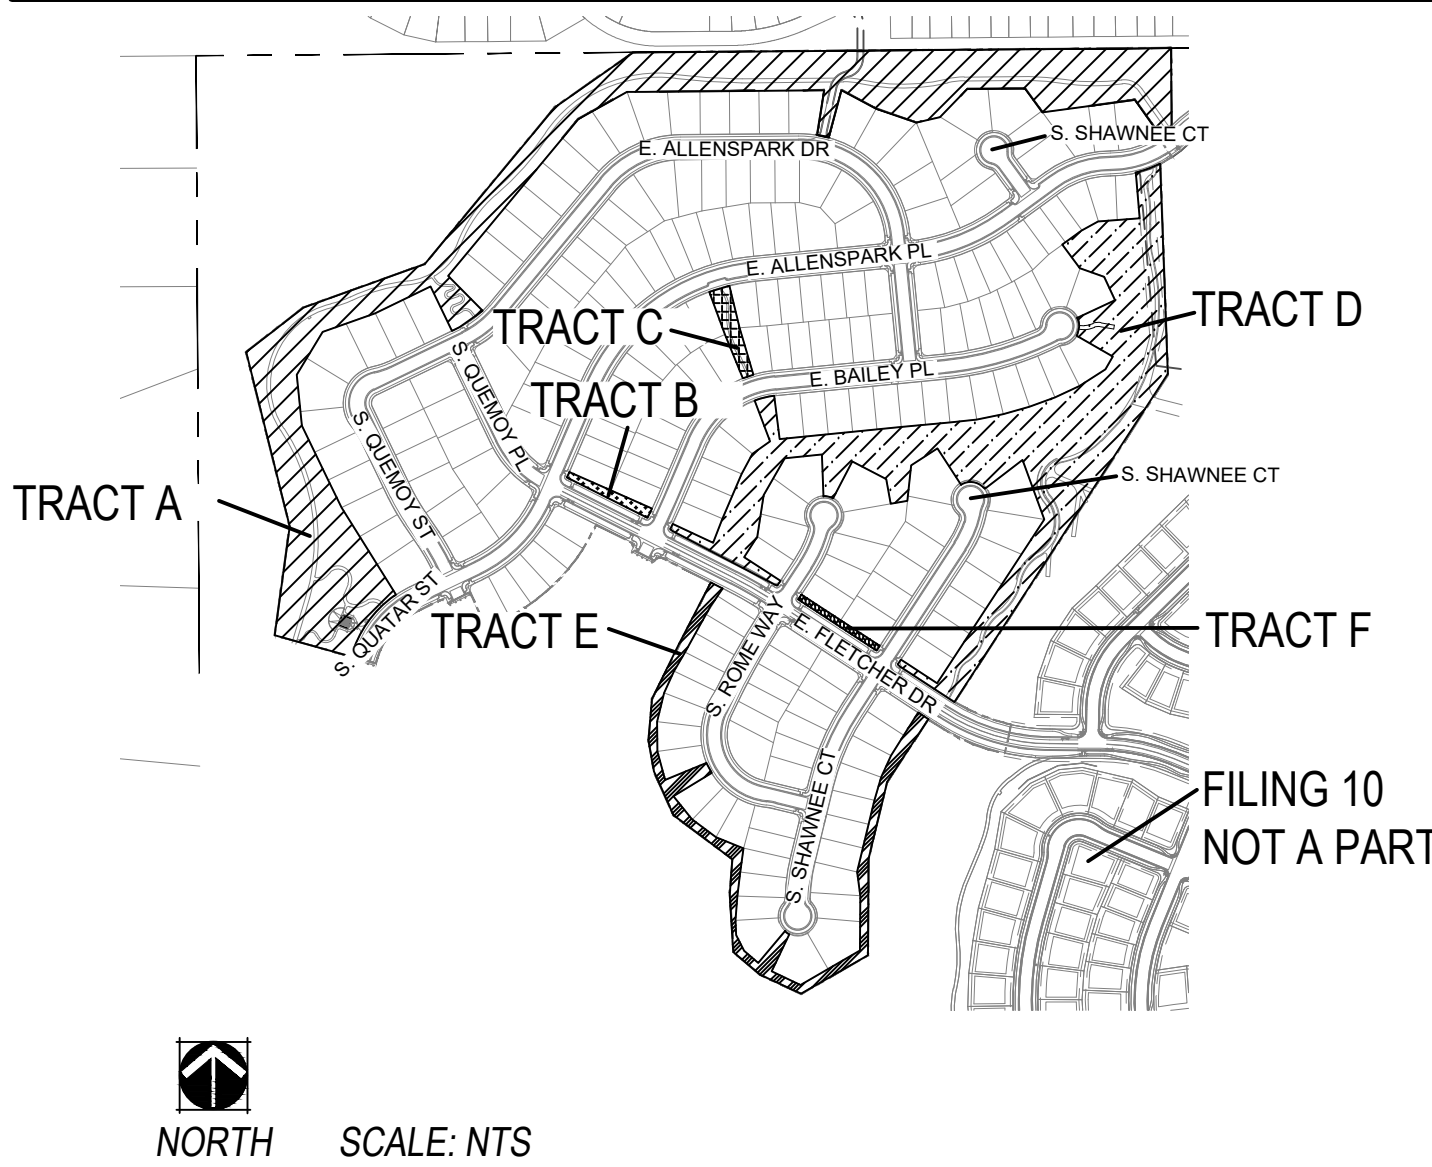 S. SHAWNEE CT
E. ALLENSPARK DR
E. ALLENSPARK PL
TRACT D
TRACT C
S. QUEMOY PL
E. BAILEY PL
TRACT B
S. QUEMOY ST
S. SHAWNEE CT
TRACT A
S. QUATAR ST
TRACT E
S. ROME WAY
E. FLETCHER DR
TRACT F
S. SHAWNEE CT
FILING 10
NOT A PART
NORTH
SCALE: NTS